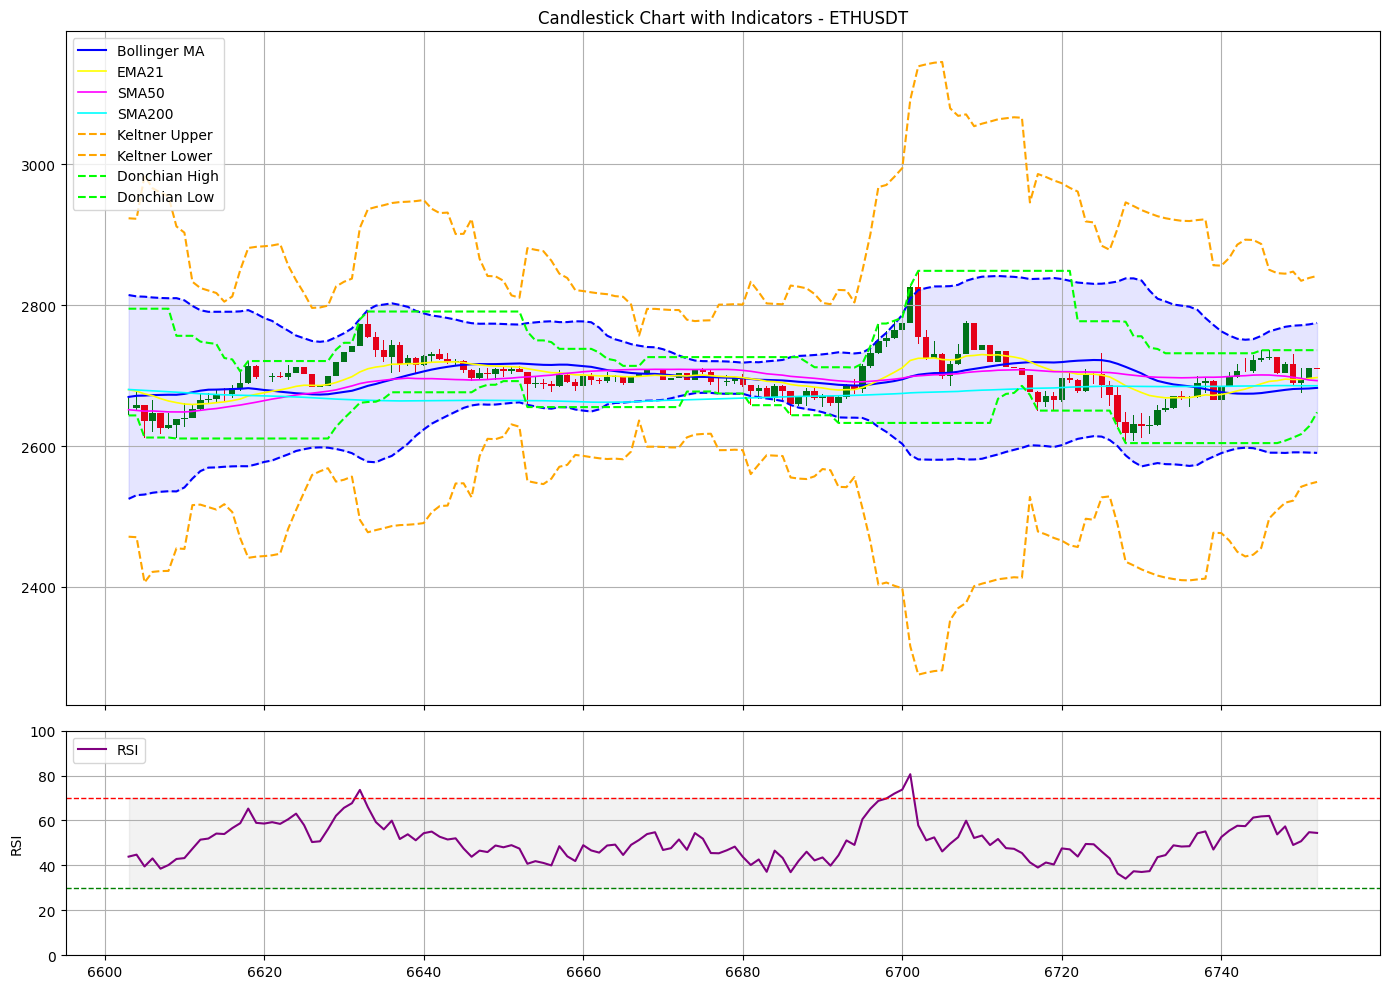 Candlestick Chart with Indicators - ETHUSDT
Bollinger MA
EMA21
SMA50
SMA200
Keltner Upper
Keltner Lower
Donchian High
Donchian Low
3000
2800
2600
2400
100
80
60
40
20
0
RSI
RSI
6600
6620
6640
6660
6680
6700
6720
6740